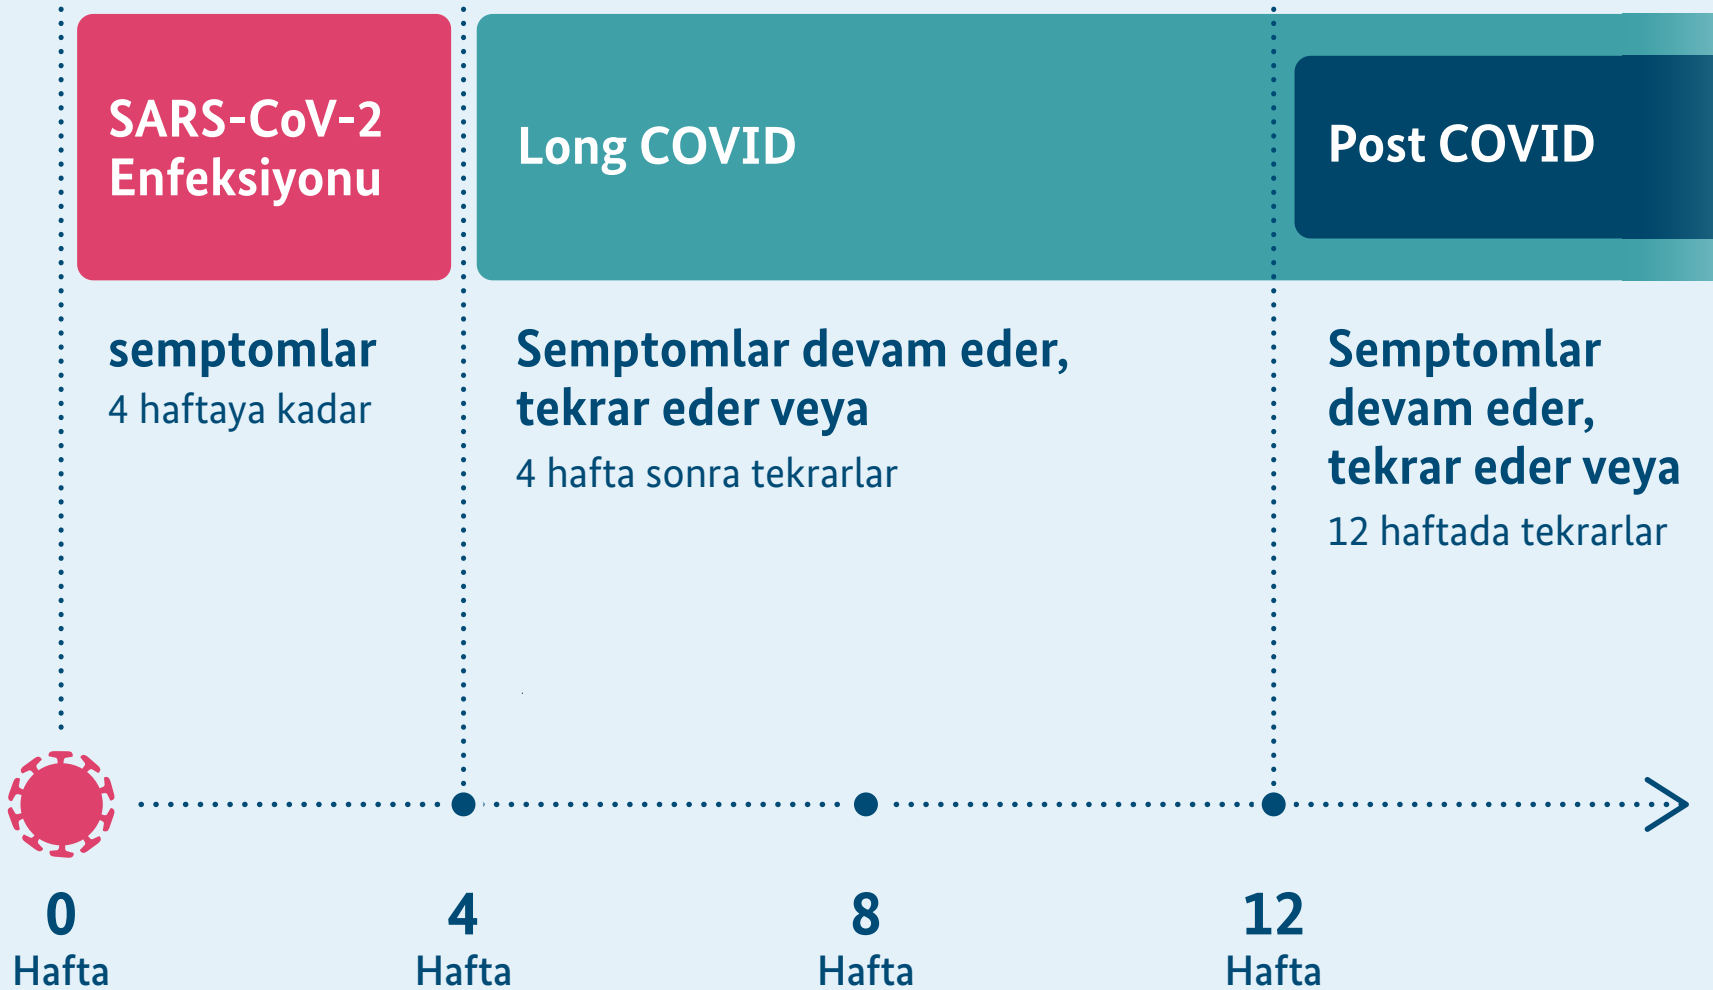 SARS-CoV-2
Enfeksiyonu
Long COVID
Post COVID
semptomlar
4 haftaya kadar
Semptomlar devam eder,
tekrar eder veya
4 hafta sonra tekrarlar
Semptomlar
devam eder,
tekrar eder veya
12 haftada tekrarlar
0
Hafta
4
Hafta
8
Hafta
12
Hafta